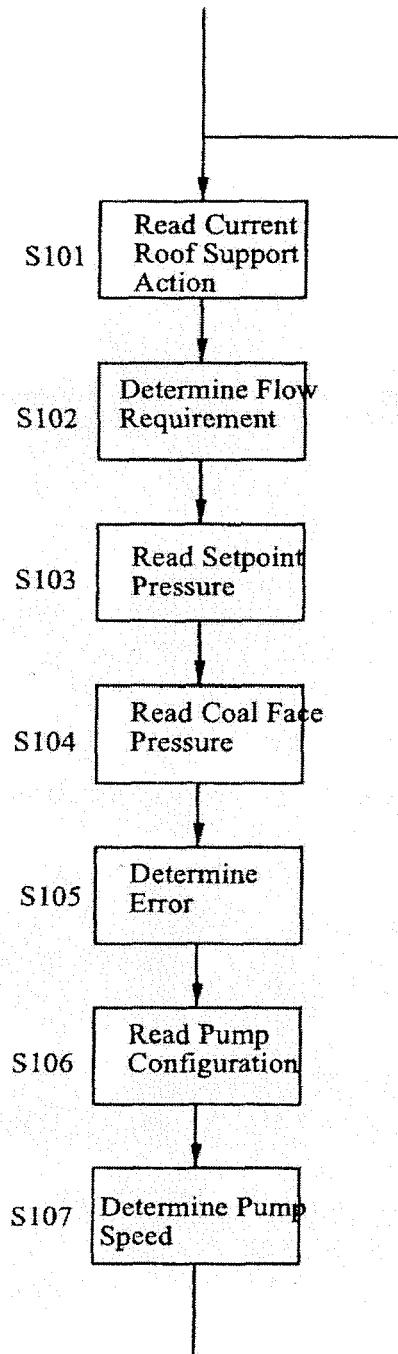 Read Current
S101 Roof Support
Action
Determine Flow
S102 Requirement
Read Setpoint
S103 Pressure
Read Coal Face
S104 Pressure
Determine
S105 Error
Read Pump
S106 Configuration
S107 Determine Pump
Speed